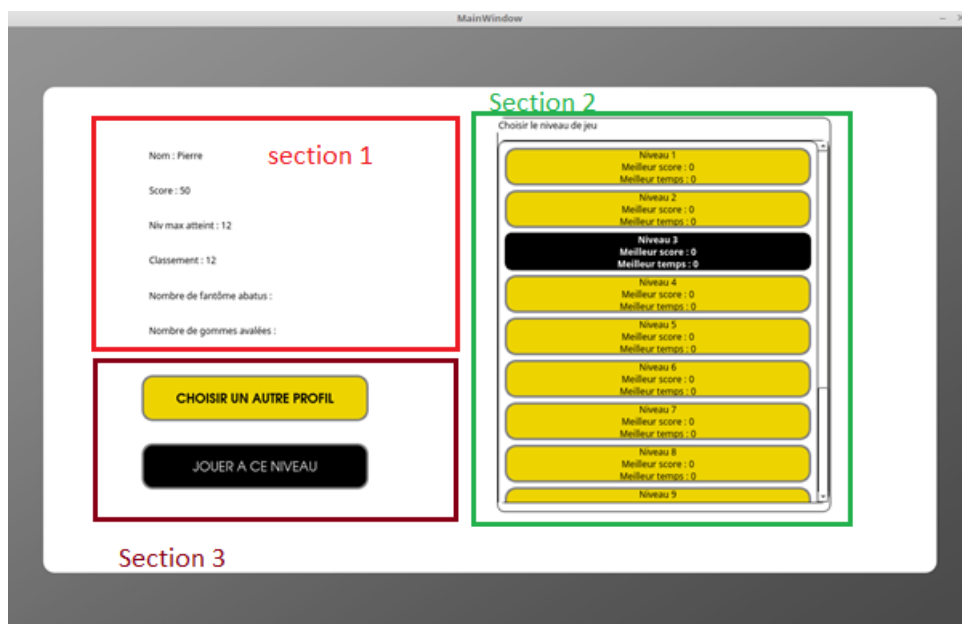 MainWindow
section 1
Nom : Pierre
Score : 50
Niv max atteint : 12
Classement : 12
Nombre de fantôme abatus :
Nombre de gommes avalées :
CHOISIR UN AUTRE PROFIL
JOUER A CE NIVEAU
Section 3
Section 2
Choisir le niveau de jeu
Niveau 1
Meilleur score : 0
Meilleur temps : 0
Niveau 2
Meilleur score : 0
Meilleur temps : 0
Niveau 3
Meilleur score : 0
Meilleur temps : 0
Niveau 4
Meilleur score : 0
Meilleur temps : 0
Niveau 5
Meilleur score : 0
Meilleur temps : 0
Niveau 6
Meilleur score : 0
Meilleur temps : 0
Niveau 7
Meilleur score : 0
Meilleur temps : 0
Niveau 8
Meilleur score : 0
Meilleur temps : 0
Niveau 9